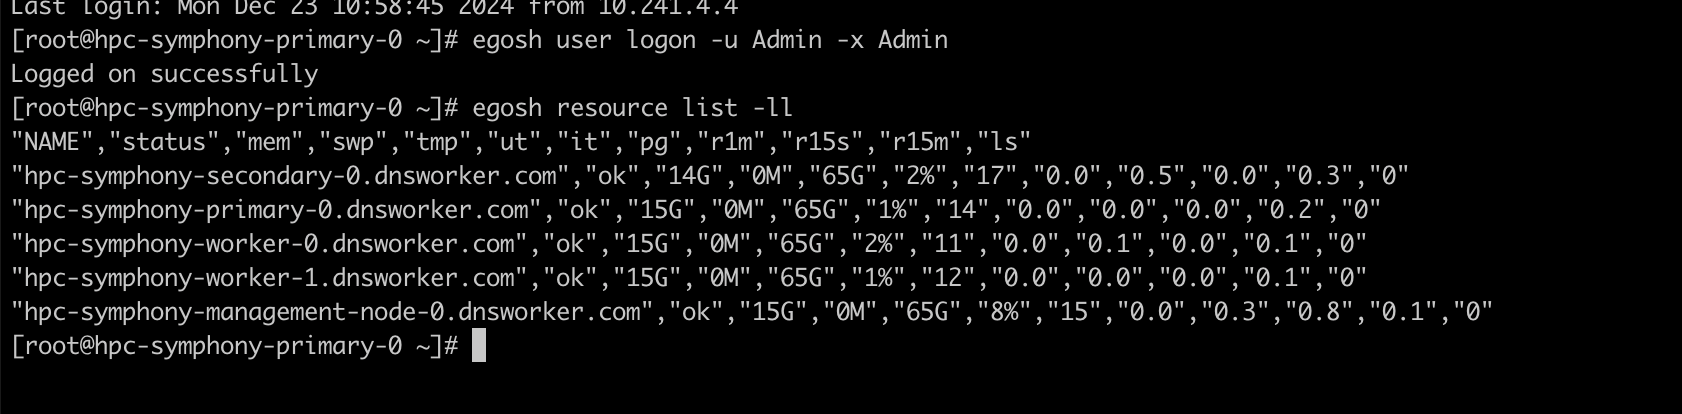 Last login: Mon Dec 23 10:58:45 2024 from 10.241.4.4
[root@hpc-symphony-primary-0 ~]# egosh user logon -u Admin -x Admin
Logged on successfully
[root@hpc-symphony-primary-0 ~]# egosh resource list -ll
"NAME","status","mem","swp","tmp","ut","it","pg","r1m","r15s","r15m","ls"
"hpc-symphony-secondary-0.dnsworker.com","ok","14G","0M","65G","2%","17","0.0","0.5","0.0","0.3","0"
"hpc-symphony-primary-0.dnsworker.com","ok","15G","0M","65G","1%","14","0.0","0.0","0.0","0.2","0"
"hpc-symphony-worker-0.dnsworker.com","ok","15G","0M","65G","2%","11","0.0","0.1","0.0","0.1","0"
"hpc-symphony-worker-1.dnsworker.com","ok","15G","0M","65G","1%","12","0.0","0.0","0.0","0.1","0"
"hpc-symphony-management-node-0.dnsworker.com","ok","15G","0M","65G","8%","15","0.0","0.3","0.8","0.1","0"
[root@hpc-symphony-primary-0 ~]#